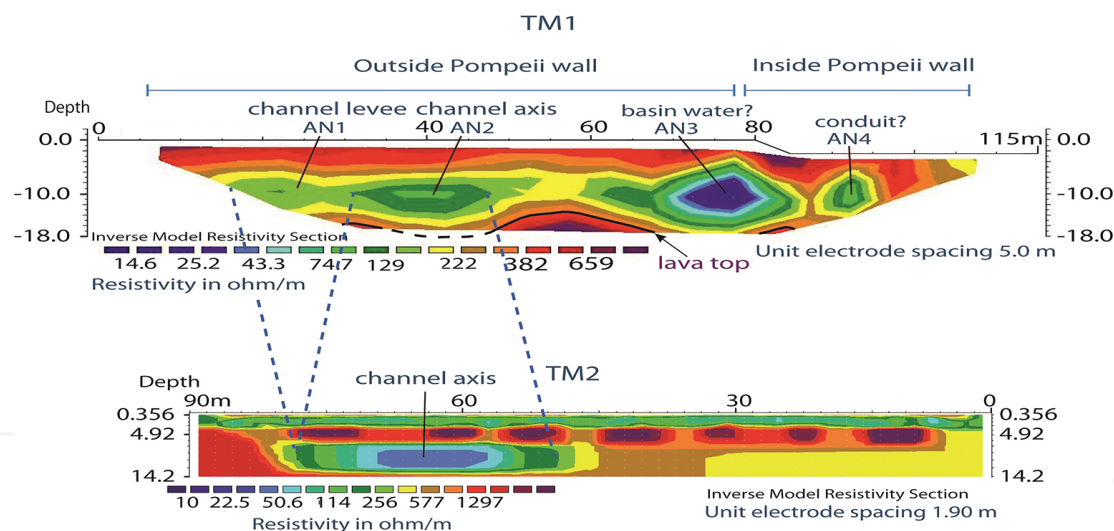 TM1
Outside Pompeii wall
Inside Pompeii wall
Depth
channel levee channel axis
basin water?
conduit?
0 40 60 80 115m
AN1 AN2 AN3 AN4
0.0 0.0
-10.0 -10.0
-18.0 -18.0
Inverse Model Resistivity Section
14.6 25.2 43.3 747 129 222 382 659
Resistivity in ohm/m
lava top
Unit electrode spacing 5.0 m
TM2
channel axis
Depth
90m 60 30 0
0.356 0.356
4.92 4.92
14.2 14.2
10 22.5 50.6 114 256 577 1297
Resistivity in ohm/m
Inverse Model Resistivity Section
Unit electrode spacing 1.90 m